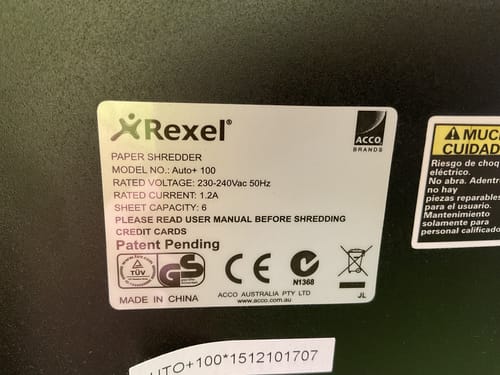 Rexel®
ACCO
BRANDS
PAPER SHREDDER
MODEL NO.: Auto+ 100
RATED VOLTAGE: 230-240Vac 50Hz
RATED CURRENT: 1.2A
SHEET CAPACITY: 6
PLEASE READ USER MANUAL BEFORE SHREDDING
CREDIT CARDS
Patent Pending
TÜV
GS
CE
N1368
MADE IN CHINA
ACCO AUSTRALIA PTY LTD
www.acco.com.au
JL
UTO+100*1512101707
MUC
CUIDA
Riesgo de choq
eléctrico.
No abra. Adentr
no hay
piezas reparables
para el usuario.
Mantenimiento
solamente por
personal calificado